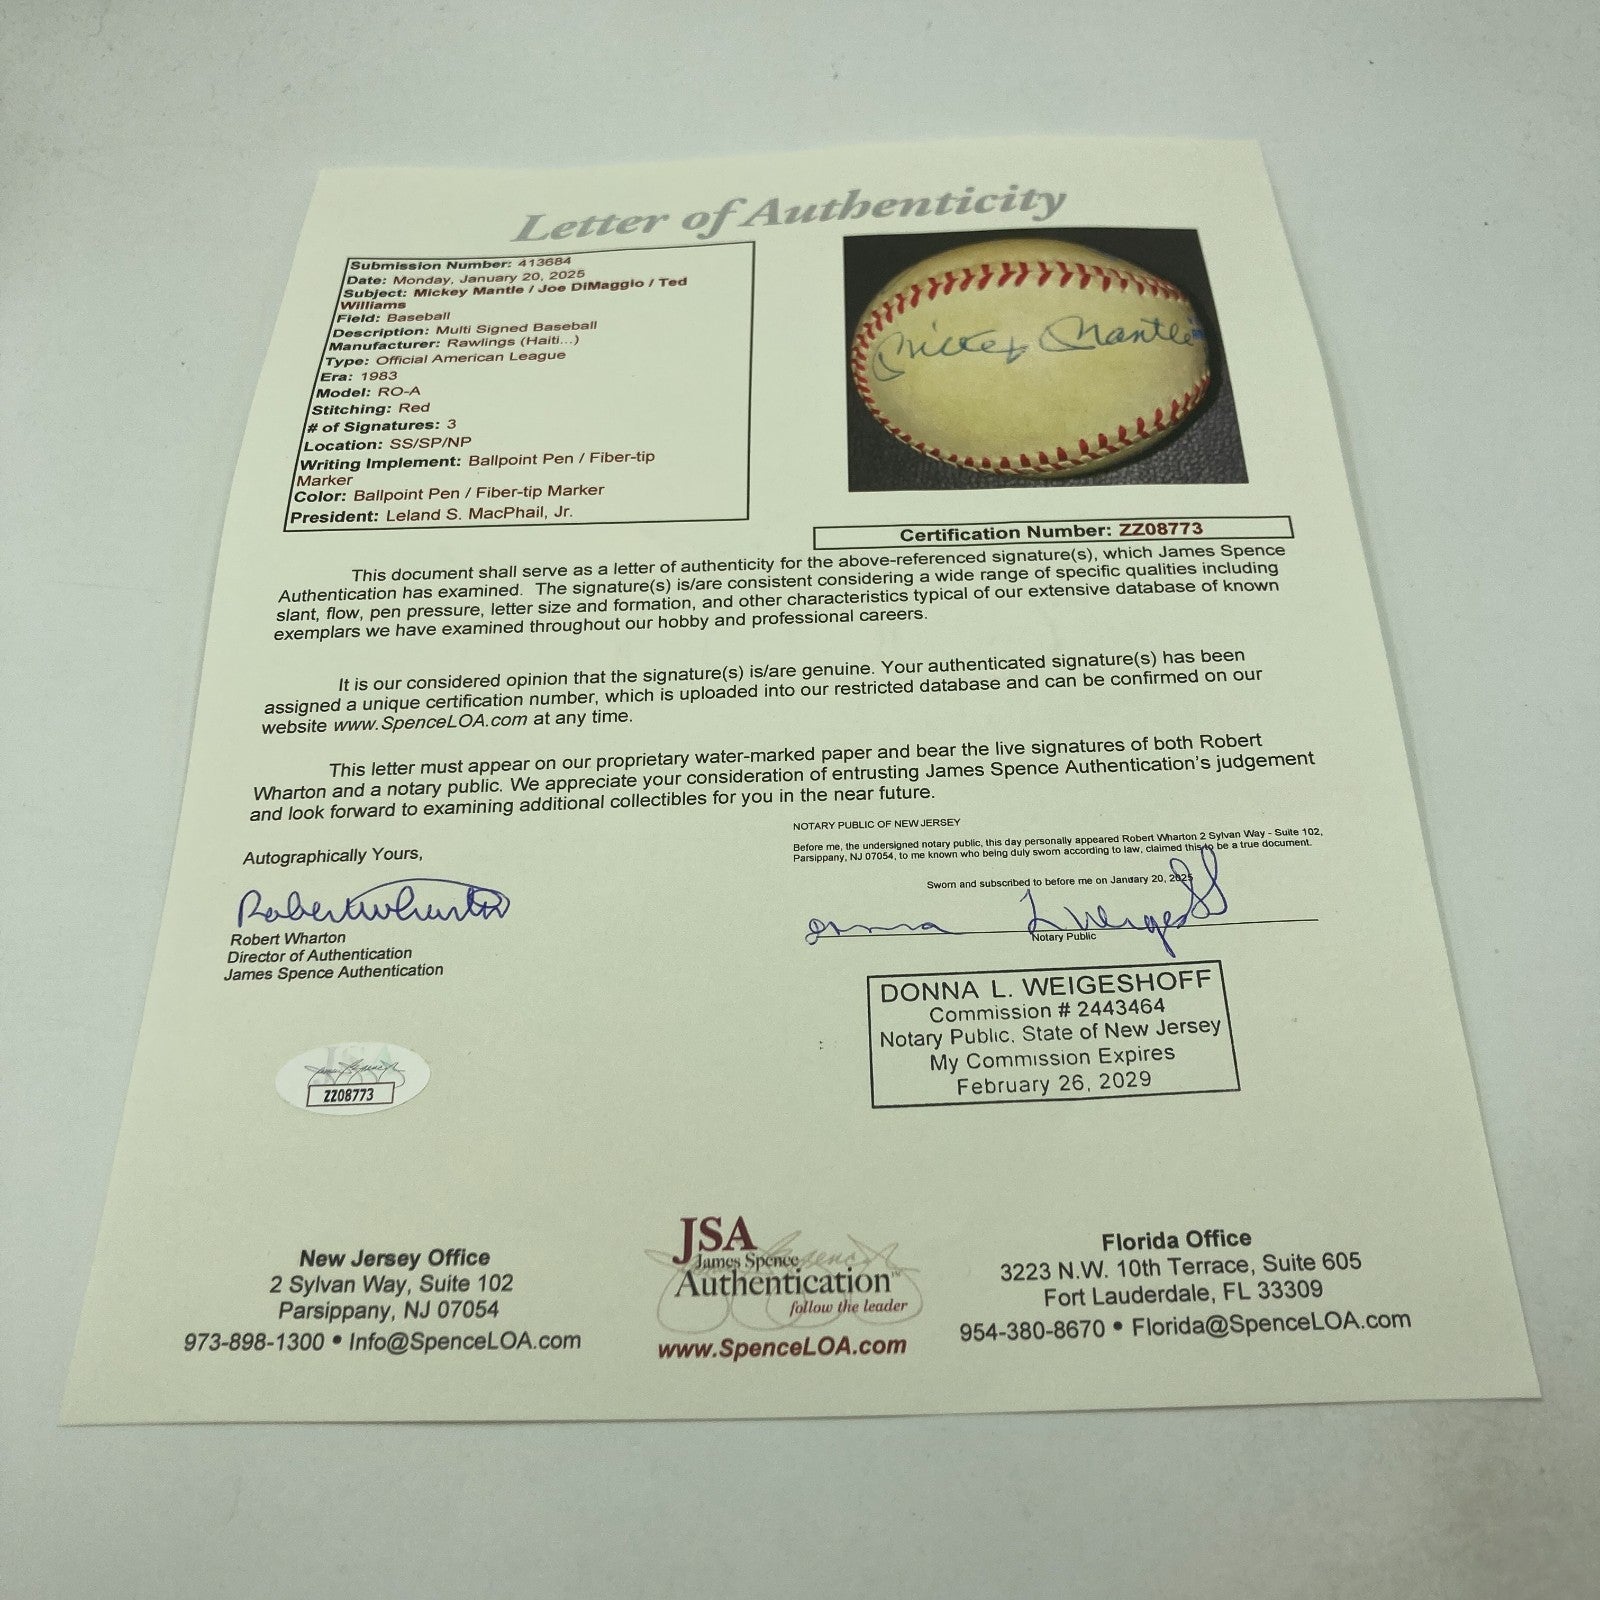 Letter of Authenticity
Submission Number: 413684
Date: Monday, January 20, 2025
Subject: Mickey Mantle / Joe DiMaggio / Ted
Williams
Field: Baseball
Description: Multi Signed Baseball
Manufacturer: Rawlings (Haiti...)
Type: Official American League
Era: 1983
Model: RO-A
Stitching: Red
# of Signatures: 3
Location: SS/SP/NP
Writing Implement: Ballpoint Pen / Fiber-tip
Marker
Color: Ballpoint Pen / Fiber-tip Marker
President: Leland S. MacPhail, Jr.
Mickey Mantle
Certification Number: ZZ08773
This document shall serve as a letter of authenticity for the above-referenced signature(s), which James Spence
Authentication has examined. The signature(s) is/are consistent considering a wide range of specific qualities including
slant, flow, pen pressure, letter size and formation, and other characteristics typical of our extensive database of known
exemplars we have examined throughout our hobby and professional careers.
It is our considered opinion that the signature(s) is/are genuine. Your authenticated signature(s) has been
assigned a unique certification number, which is uploaded into our restricted database and can be confirmed on our
website www.SpenceLOA.com at any time.
This letter must appear on our proprietary water-marked paper and bear the live signatures of both Robert
Wharton and a notary public. We appreciate your consideration of entrusting James Spence Authentication's judgement
and look forward to examining additional collectibles for you in the near future.
Autographically Yours,
Robert Wharton
Robert Wharton
Director of Authentication
James Spence Authentication
NOTARY PUBLIC OF NEW JERSEY
Before me, the undersigned notary public, this day personally appeared Robert Wharton 2 Sylvan Way - Suite 102,
Parsippany, NJ 07054, to me known who being duly sworn according to law, claimed this to be a true document.
Sworn and subscribed to before me on January 20, 2025
Notary Public
DONNA L. WEIGESHOFF
Commission # 2443464
Notary Public, State of New Jersey
My Commission Expires
February 26, 2029
JSA
ZZ08773
New Jersey Office
2 Sylvan Way, Suite 102
Parsippany, NJ 07054
973-898-1300 • Info@SpenceLOA.com
JSA
James Spence
Authentication™
follow the leader
www.SpenceLOA.com
Florida Office
3223 N.W. 10th Terrace, Suite 605
Fort Lauderdale, FL 33309
954-380-8670 • Florida@SpenceLOA.com